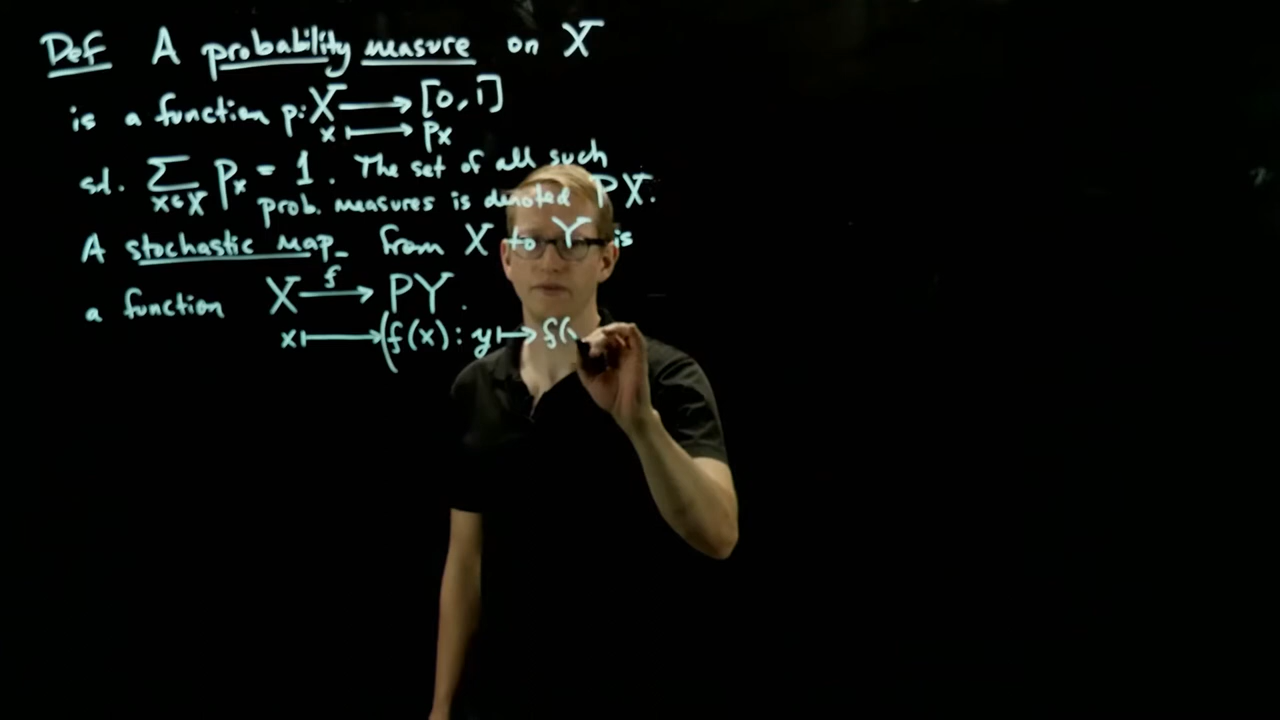 Def A probability measure on X
is a function p: X ⟶ [0,1]
x ⟼ px
s.t. ∑x∈X px = 1. The set of all such
prob. measures is denoted PX.
A stochastic map from X to Y is
a function X f⟶ PY.
x ⟼ (f(x): y ⟼ f(